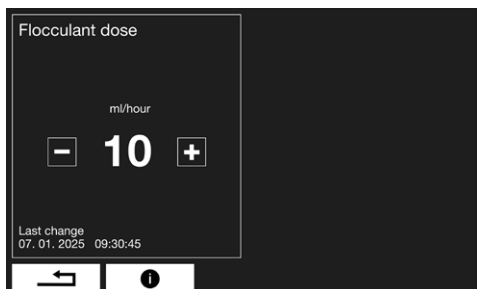 Flocculant dose
ml/hour
− 10 +
Last change
07. 01. 2025 09:30:45
i